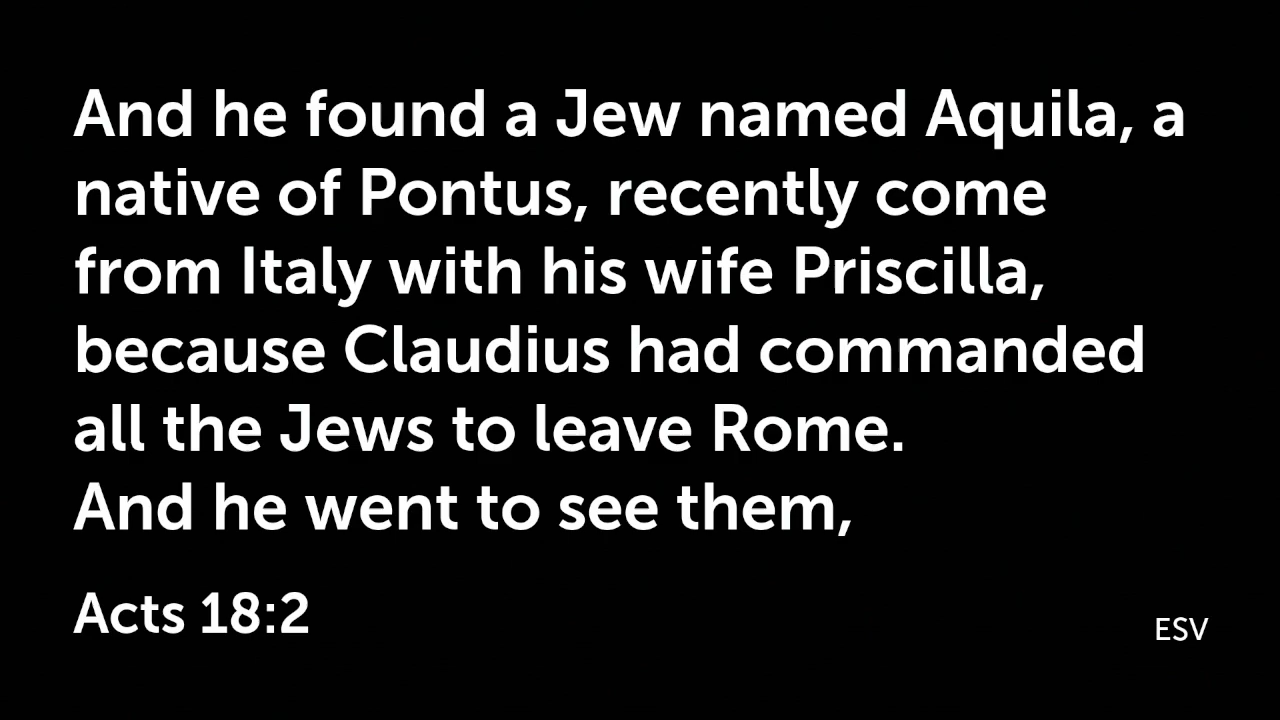 And he found a Jew named Aquila, a
native of Pontus, recently come
from Italy with his wife Priscilla,
because Claudius had commanded
all the Jews to leave Rome.
And he went to see them,
Acts 18:2
ESV